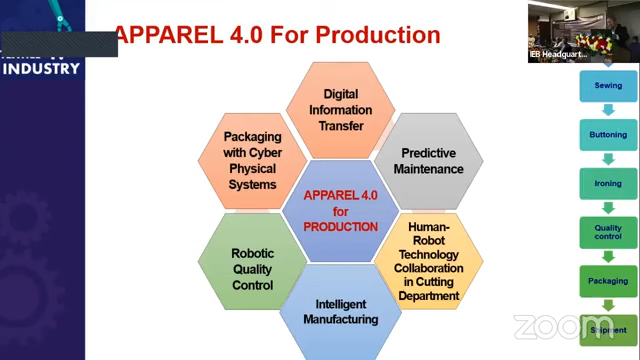 APPAREL 4.0 For Production
INDUSTRY
IEB Headquart...
Digital
Information
Transfer
Packaging
with Cyber
Physical
Systems
Predictive
Maintenance
APPAREL 4.0
for
PRODUCTION
Robotic
Quality
Control
Human-
Robot
Technology
Collaboration
in Cutting
Department
Intelligent
Manufacturing
Sewing
Buttoning
Ironing
Quality
control
Packaging
Shipment
zoom